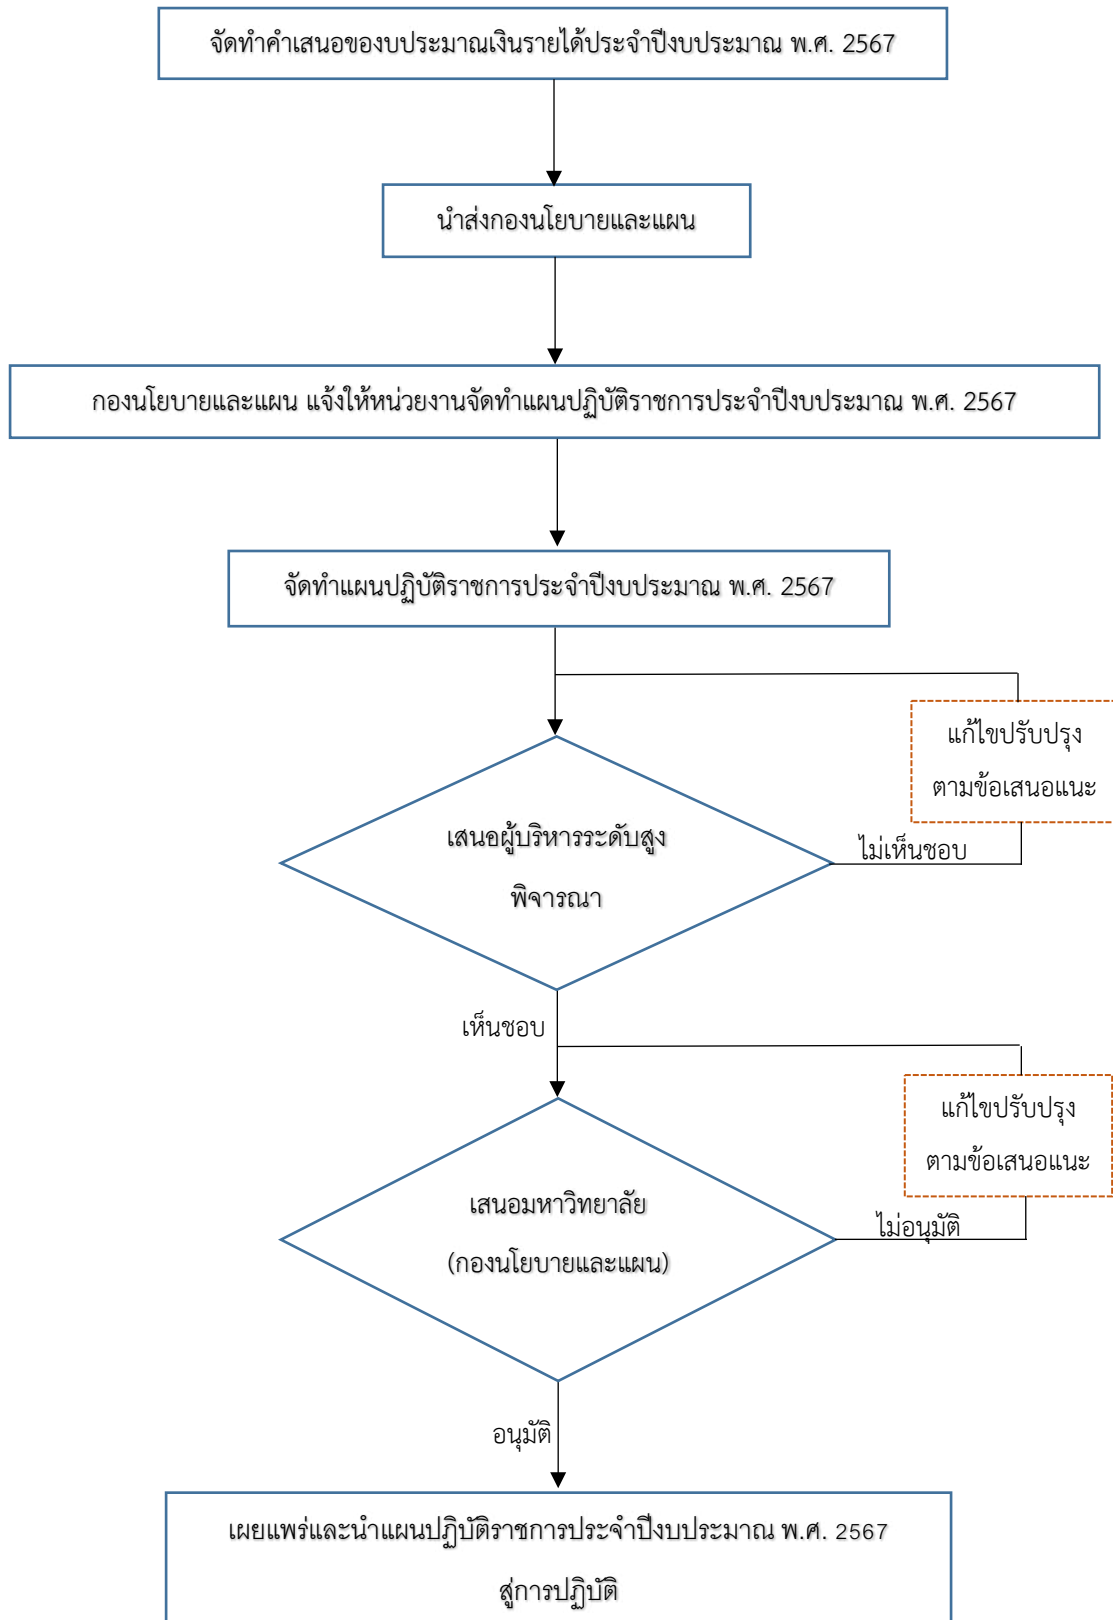 จัดทำคำเสนอของบประมาณเงินรายได้ประจำปีงบประมาณ พ.ศ. 2567
นำส่งกองนโยบายและแผน
กองนโยบายและแผน แจ้งให้หน่วยงานจัดทำแผนปฏิบัติราชการประจำปีงบประมาณ พ.ศ. 2567
จัดทำแผนปฏิบัติราชการประจำปีงบประมาณ พ.ศ. 2567
แก้ไขปรับปรุง
ตามข้อเสนอแนะ
เสนอผู้บริหารระดับสูง
พิจารณา
ไม่เห็นชอบ
เห็นชอบ
แก้ไขปรับปรุง
ตามข้อเสนอแนะ
เสนอมหาวิทยาลัย
(กองนโยบายและแผน)
ไม่อนุมัติ
อนุมัติ
เผยแพร่และนำแผนปฏิบัติราชการประจำปีงบประมาณ พ.ศ. 2567
สู่การปฏิบัติ